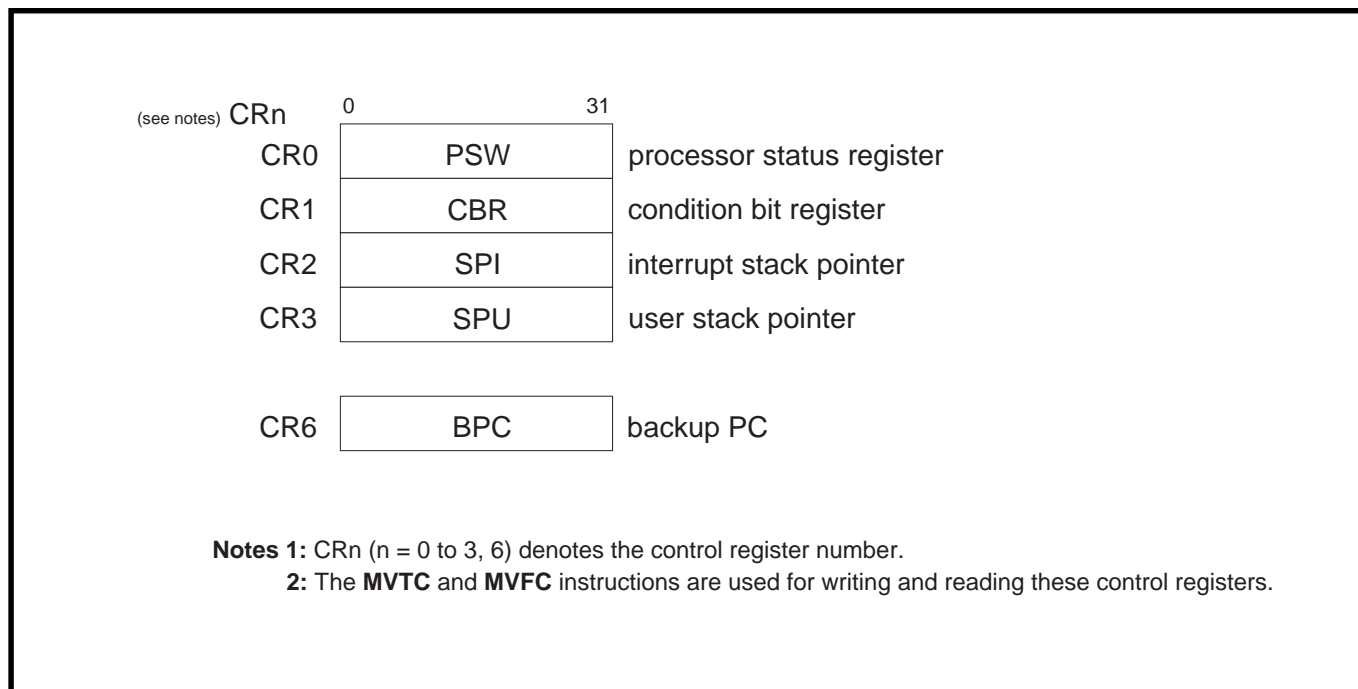 (see notes) CRn 0 31
CR0 PSW processor status register
CR1 CBR condition bit register
CR2 SPI interrupt stack pointer
CR3 SPU user stack pointer
CR6 BPC backup PC
Notes 1: CRn (n = 0 to 3, 6) denotes the control register number.
2: The MVTC and MVFC instructions are used for writing and reading these control registers.